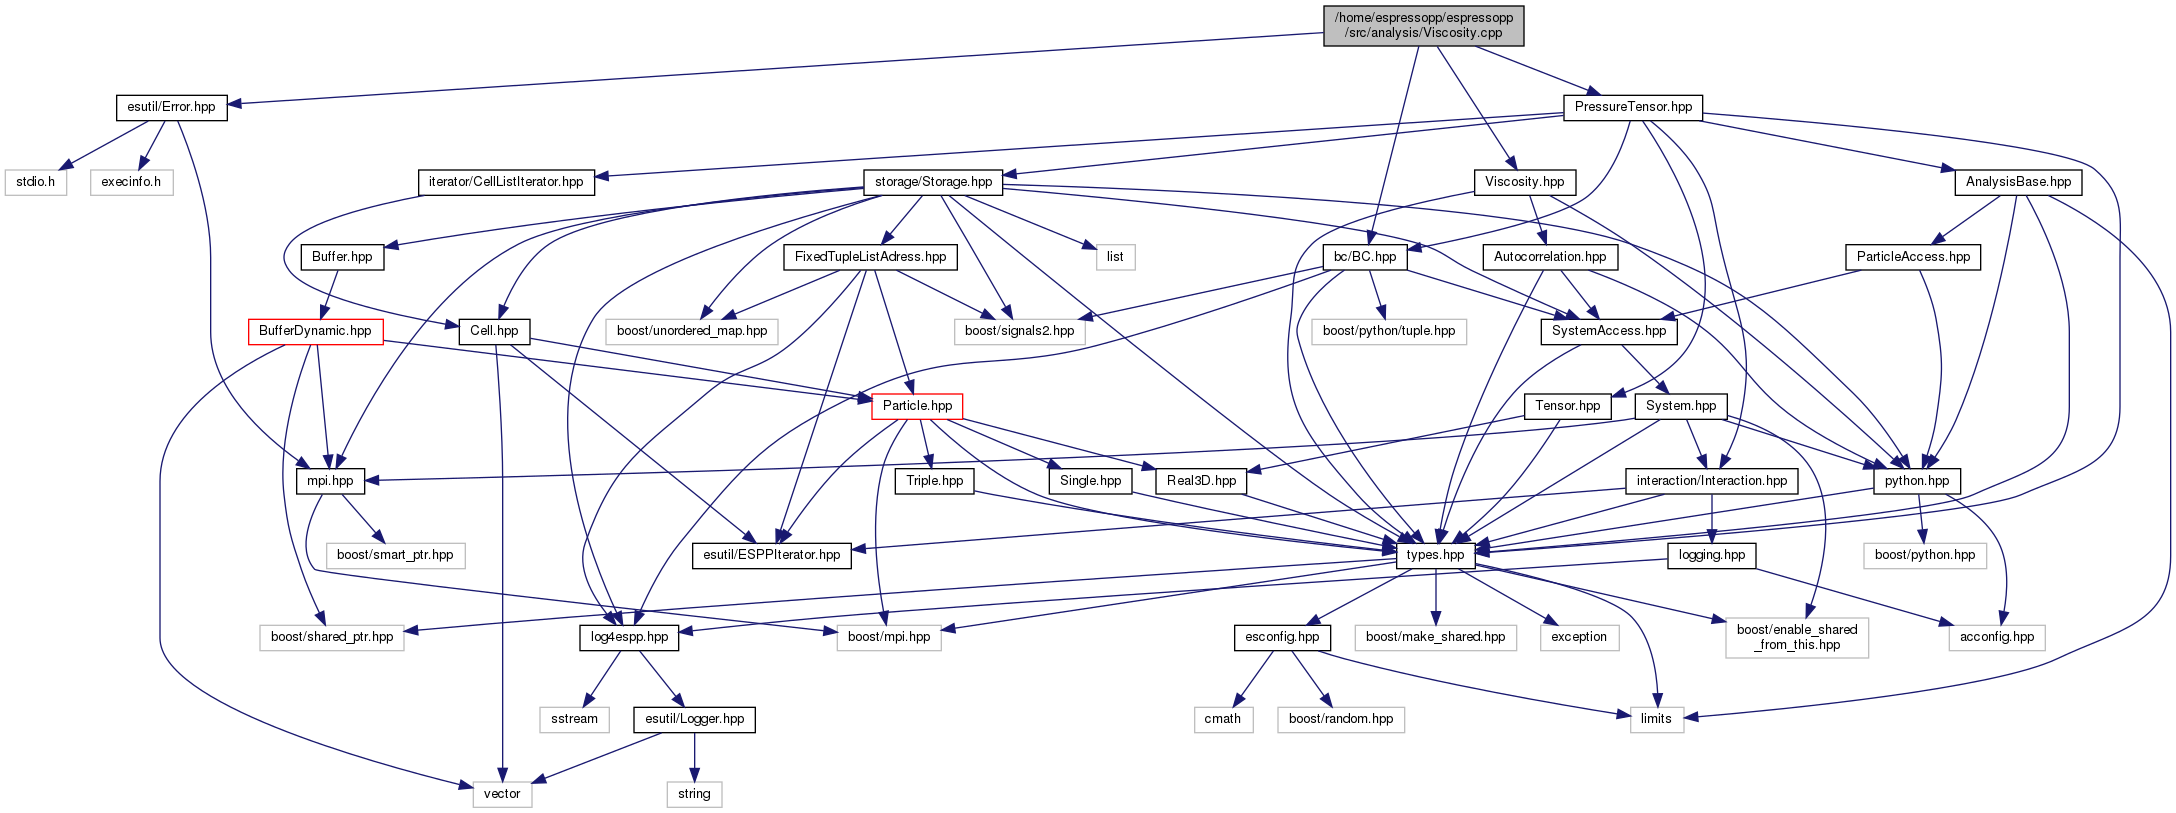 /home/espressopp/espressopp
/src/analysis/Viscosity.cpp
esutil/Error.hpp
PressureTensor.hpp
stdio.h
execinfo.h
iterator/CellListIterator.hpp
storage/Storage.hpp
Viscosity.hpp
AnalysisBase.hpp
Buffer.hpp
FixedTupleListAdress.hpp
list
bc/BC.hpp
Autocorrelation.hpp
ParticleAccess.hpp
BufferDynamic.hpp
Cell.hpp
boost/unordered_map.hpp
boost/signals2.hpp
boost/python/tuple.hpp
SystemAccess.hpp
Particle.hpp
Tensor.hpp
System.hpp
mpi.hpp
Triple.hpp
Single.hpp
Real3D.hpp
interaction/Interaction.hpp
python.hpp
boost/smart_ptr.hpp
esutil/ESPPIterator.hpp
types.hpp
logging.hpp
boost/python.hpp
boost/shared_ptr.hpp
log4espp.hpp
boost/mpi.hpp
esconfig.hpp
boost/make_shared.hpp
exception
boost/enable_shared
_from_this.hpp
acconfig.hpp
sstream
esutil/Logger.hpp
cmath
boost/random.hpp
limits
vector
string